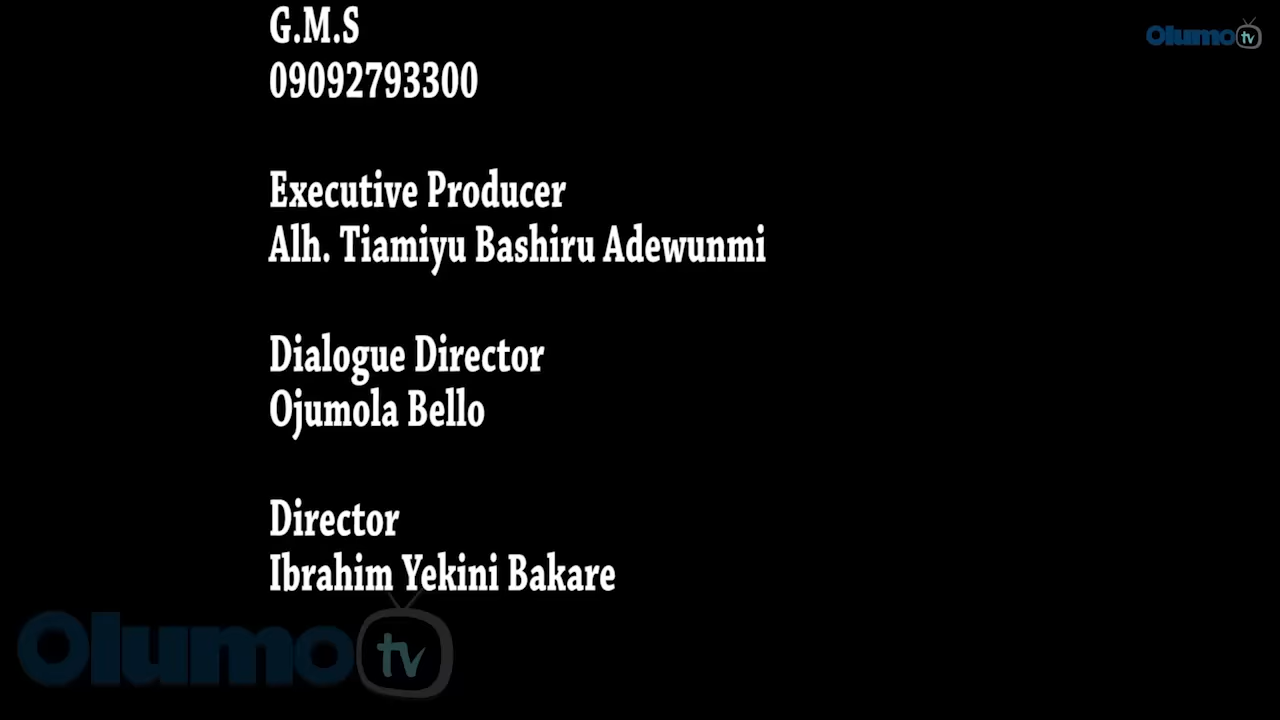 G.M.S
09092793300
Olumo tv
Executive Producer
Alh. Tiamiyu Bashiru Adewunmi
Dialogue Director
Ojumola Bello
Director
Ibrahim Yekini Bakare
Olumo tv